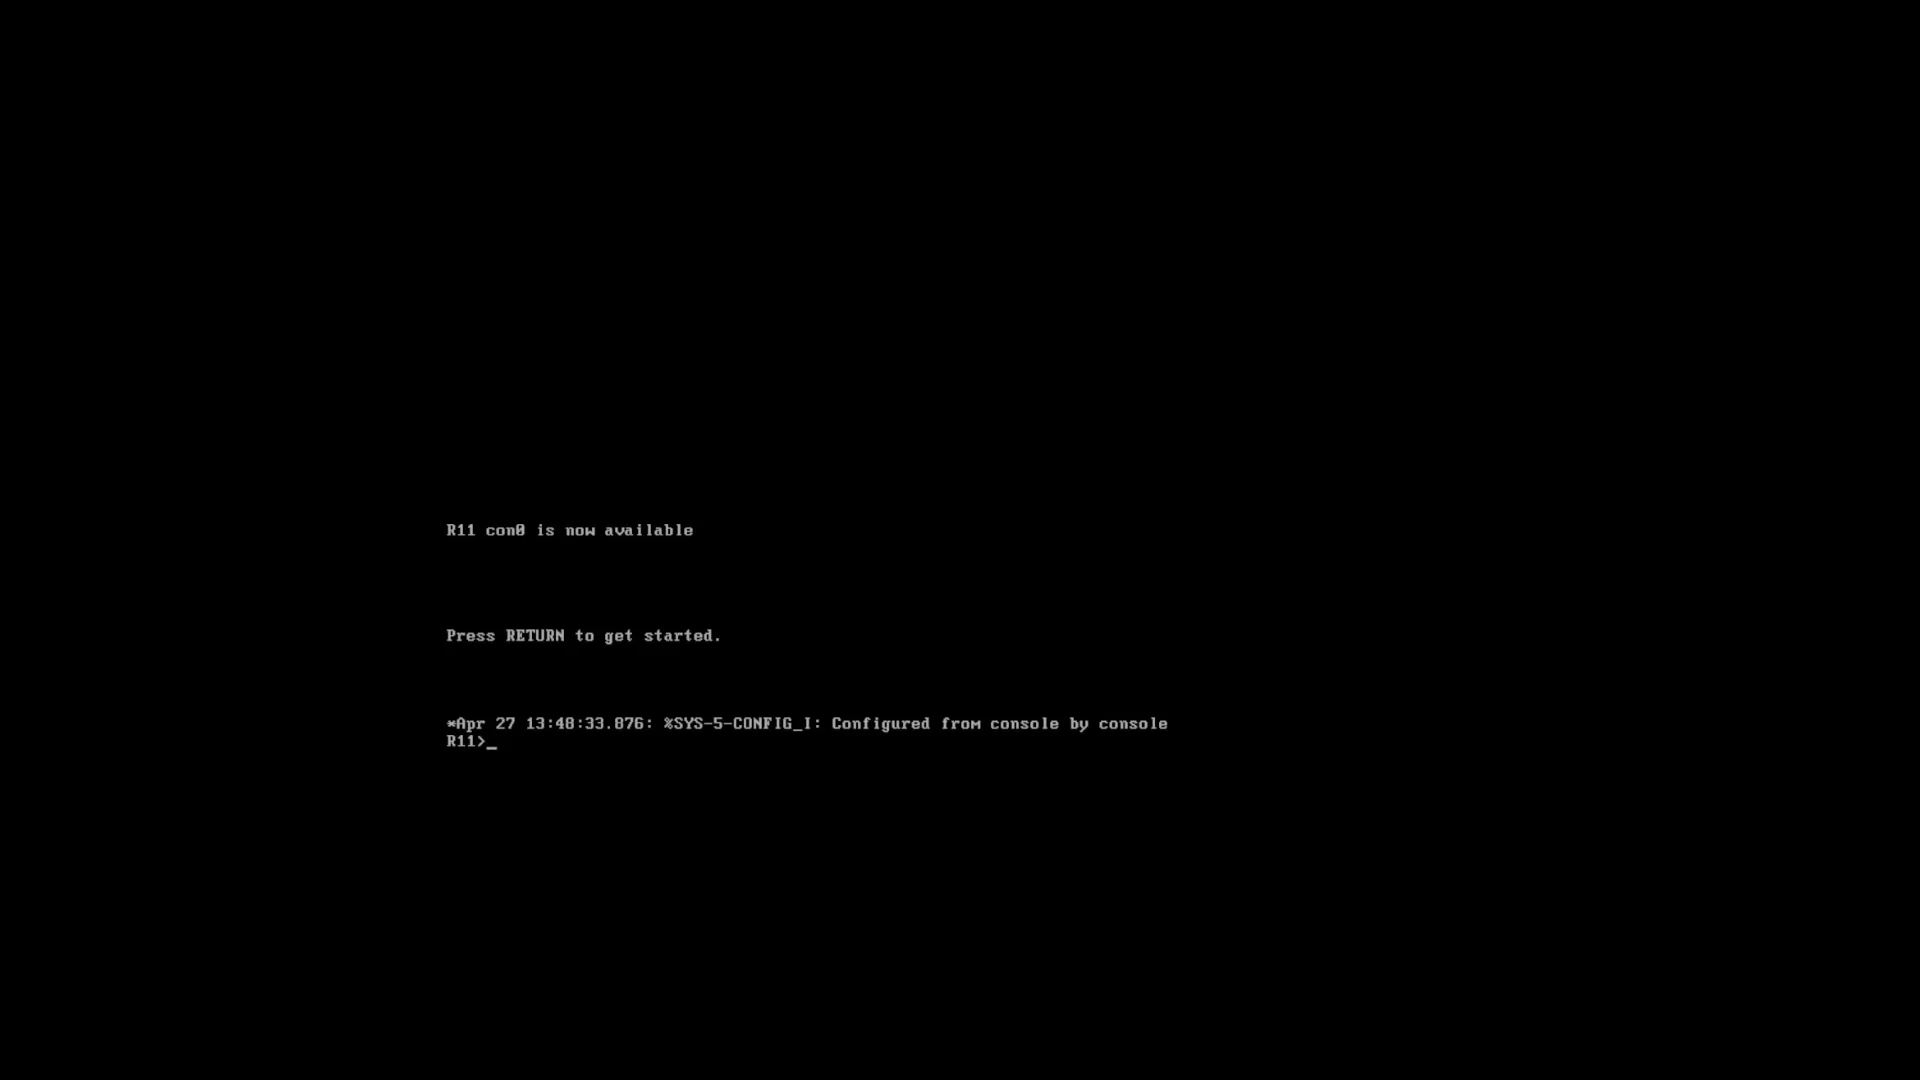 R11 con0 is now available
Press RETURN to get started.
*Apr 27 13:48:33.876: %SYS-5-CONFIG_I: Configured from console by console
R11>_